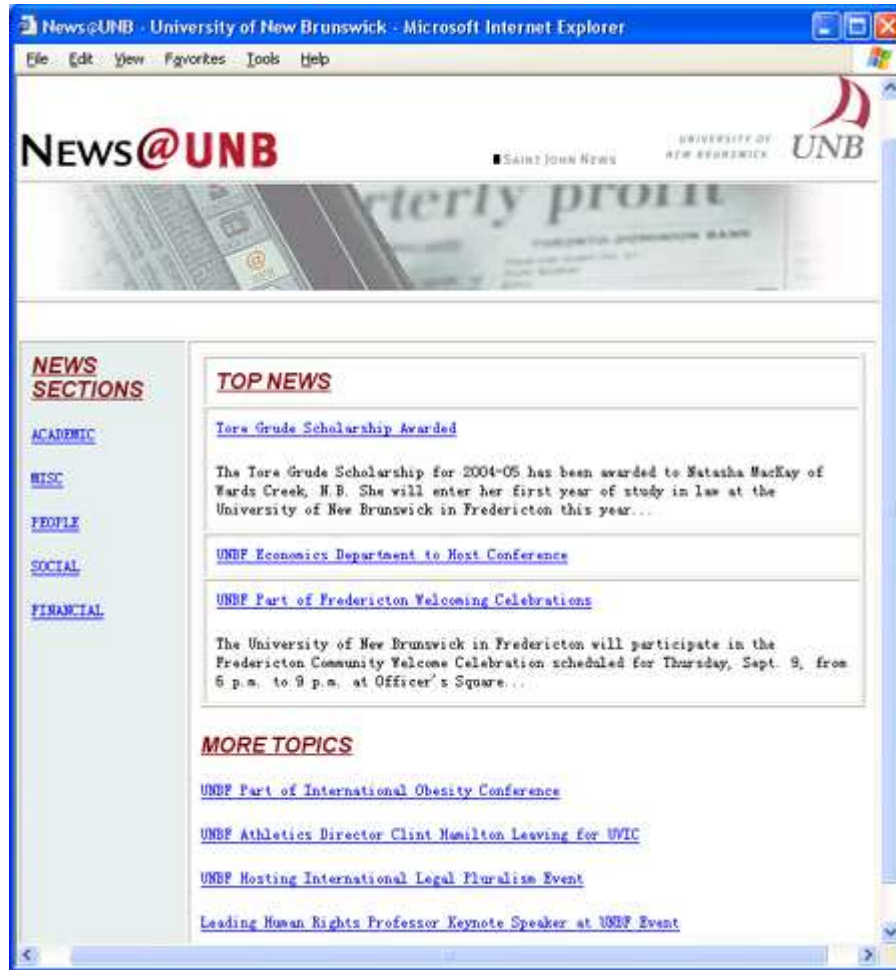 News@UNB - University of New Brunswick - Microsoft Internet Explorer
File Edit View Favorites Tools Help
NEWS@UNB
SAINT JOHN NEWS
UNIVERSITY OF
NEW BRUNSWICK
UNB
rterly profit
TORONTO-DOMINION BANK
NEWS
SECTIONS
ACADEMIC
MISC
PEOPLE
SOCIAL
FINANCIAL
TOP NEWS
Tore Grude Scholarship Awarded
The Tore Grude Scholarship for 2004-05 has been awarded to Natasha MacKay of
Wards Creek, N.B. She will enter her first year of study in law at the
University of New Brunswick in Fredericton this year...
UNBF Economics Department to Host Conference
UNBF Part of Fredericton Welcoming Celebrations
The University of New Brunswick in Fredericton will participate in the
Fredericton Community Welcome Celebration scheduled for Thursday, Sept. 9, from
6 p.m. to 9 p.m. at Officer's Square...
MORE TOPICS
UNBF Part of International Obesity Conference
UNBF Athletics Director Clint Hamilton Leaving for UVIC
UNBF Hosting International Legal Pluralism Event
Leading Human Rights Professor Keynote Speaker at UNBF Event